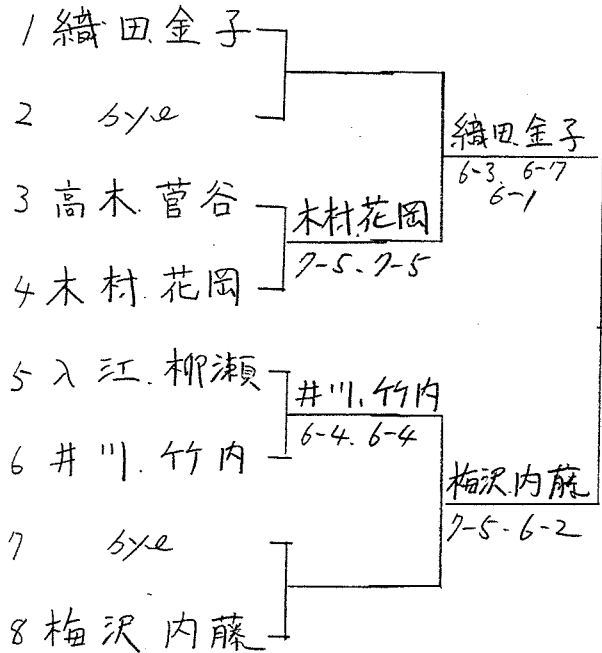 1 織田.金子
2 bye
織田.金子
6-3. 6-7
6-1
3 高木.菅谷
木村.花岡
7-5. 7-5
4 木村.花岡
5 入江.柳瀬
井川.竹内
6-4. 6-4
6 井川.竹内
梅沢.内藤
7-5. 6-2
7 bye
8 梅沢 内藤